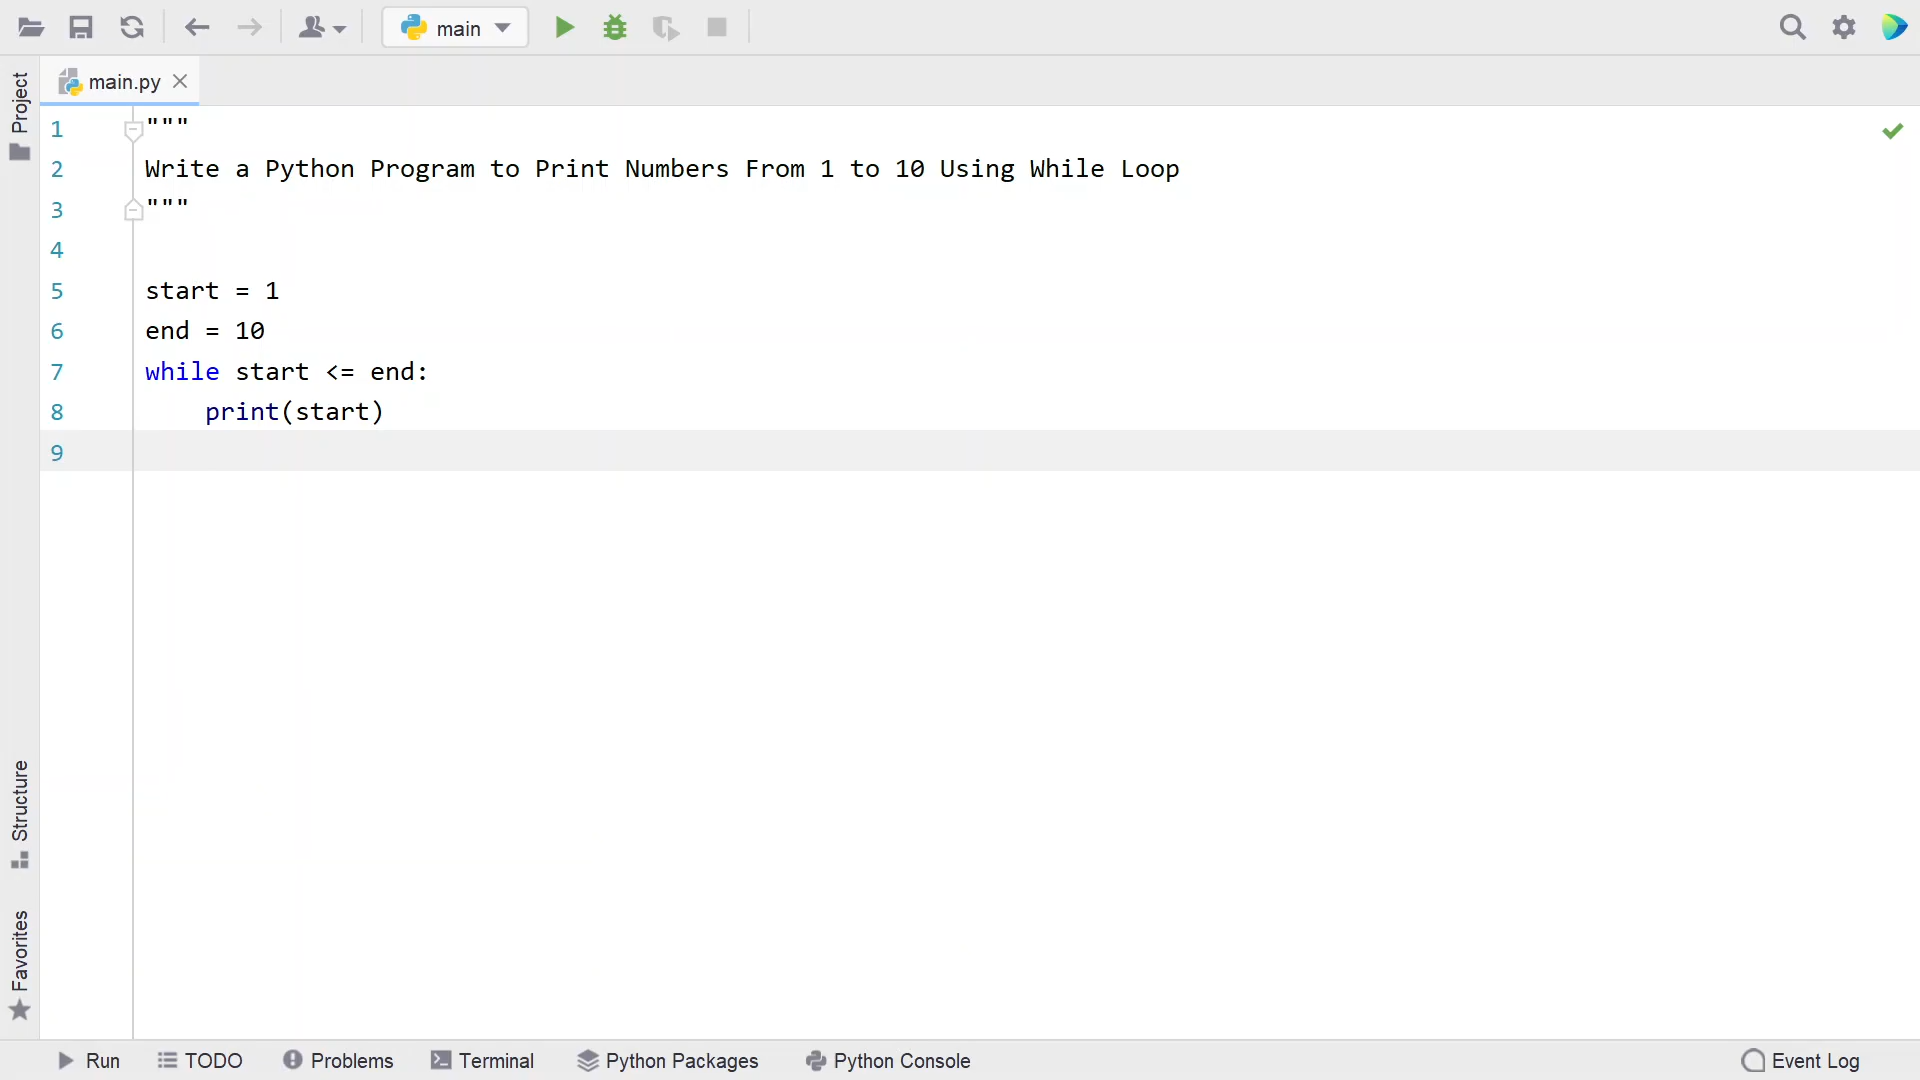 main
Project
main.py
1 """
2 Write a Python Program to Print Numbers From 1 to 10 Using While Loop
3 """
4
5 start = 1
6 end = 10
7 while start <= end:
8     print(start)
9
Structure
Favorites
Run TODO Problems Terminal Python Packages Python Console Event Log